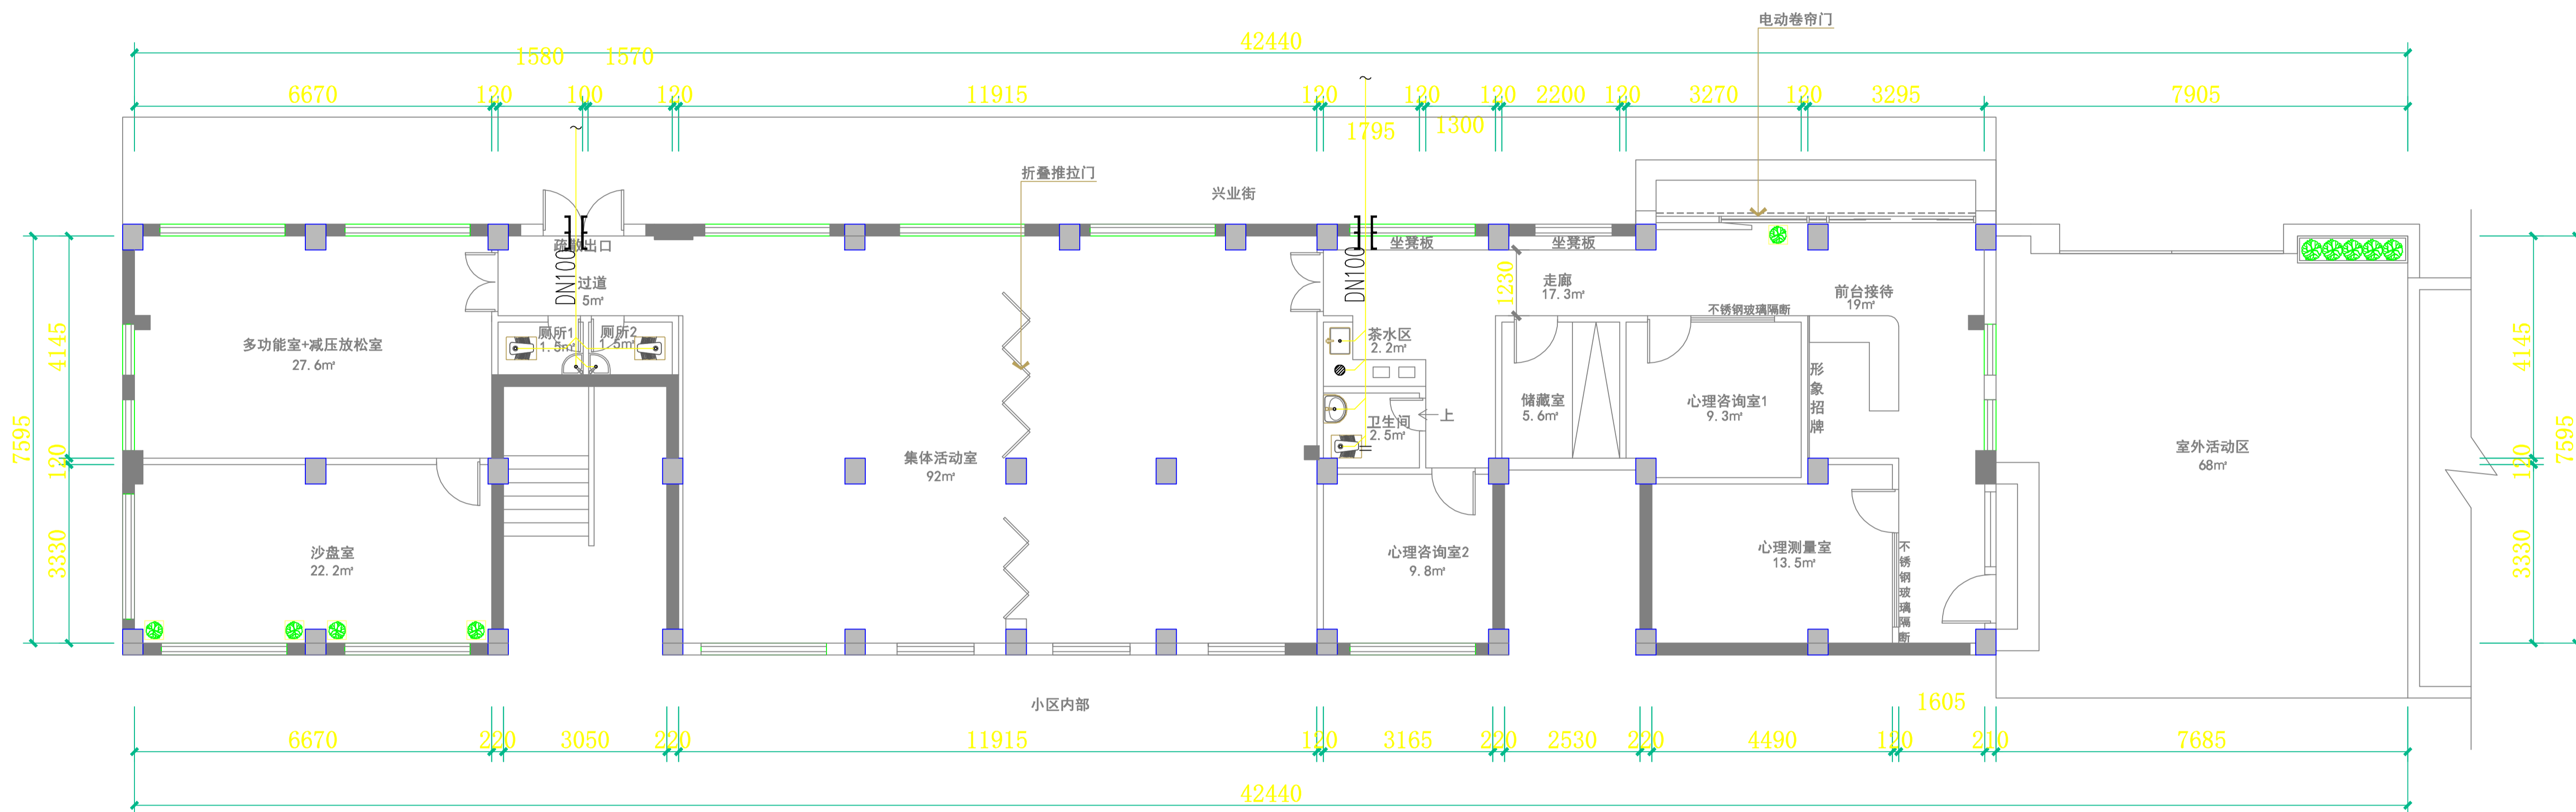 电动卷帘门
42440
1580
1570
6670
120
100
120
11915
120
120
120
2200
120
3270
120
3295
7905
1795
1300
折叠推拉门
兴业街
疏散出口
坐凳板
坐凳板
DN100
DN100
过道
5㎡
1230
走廊
17.3㎡
前台接待
19㎡
不锈钢玻璃隔断
厕所1
1.5㎡
厕所2
1.5㎡
茶水区
2.2㎡
多功能室+减压放松室
27.6㎡
4145
4145
形象招牌
储藏室
5.6㎡
心理咨询室1
9.3㎡
卫生间
2.5㎡
上
7595
7595
120
120
集体活动室
92㎡
室外活动区
68㎡
沙盘室
22.2㎡
心理咨询室2
9.8㎡
心理测量室
13.5㎡
不锈钢玻璃隔断
3330
3330
小区内部
1605
6670
220
3050
220
11915
120
3165
220
2530
220
4490
120
210
7685
42440